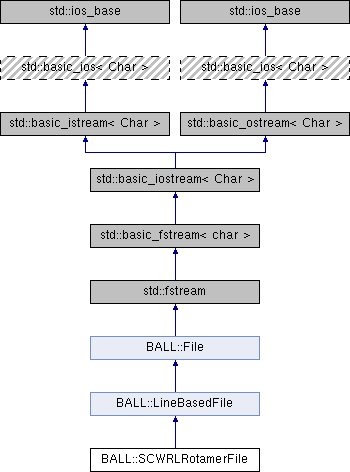 std::ios_base
std::ios_base
std::basic_ios< Char >
std::basic_ios< Char >
std::basic_istream< Char >
std::basic_ostream< Char >
std::basic_iostream< Char >
std::basic_fstream< char >
std::fstream
BALL::File
BALL::LineBasedFile
BALL::SCWRLRotamerFile